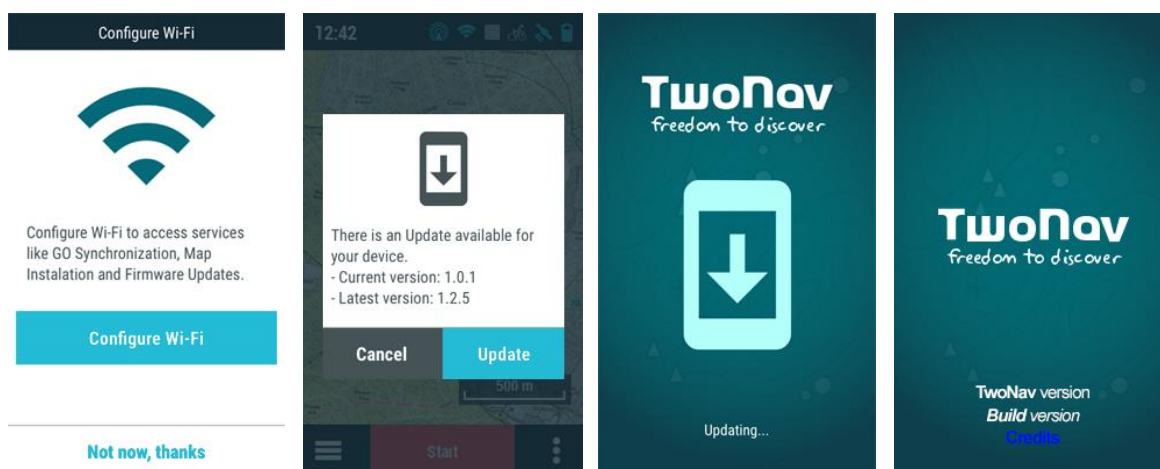 Configure Wi-Fi
Configure Wi-Fi to access services
like GO Synchronization, Map
Instalation and Firmware Updates.
Configure Wi-Fi
Not now, thanks
12:42
There is an Update available for
your device.
- Current version: 1.0.1
- Latest version: 1.2.5
Cancel
Update
500 m
Start
TwoNav
freedom to discover
Updating...
TwoNav
freedom to discover
TwoNav version
Build version
Credits